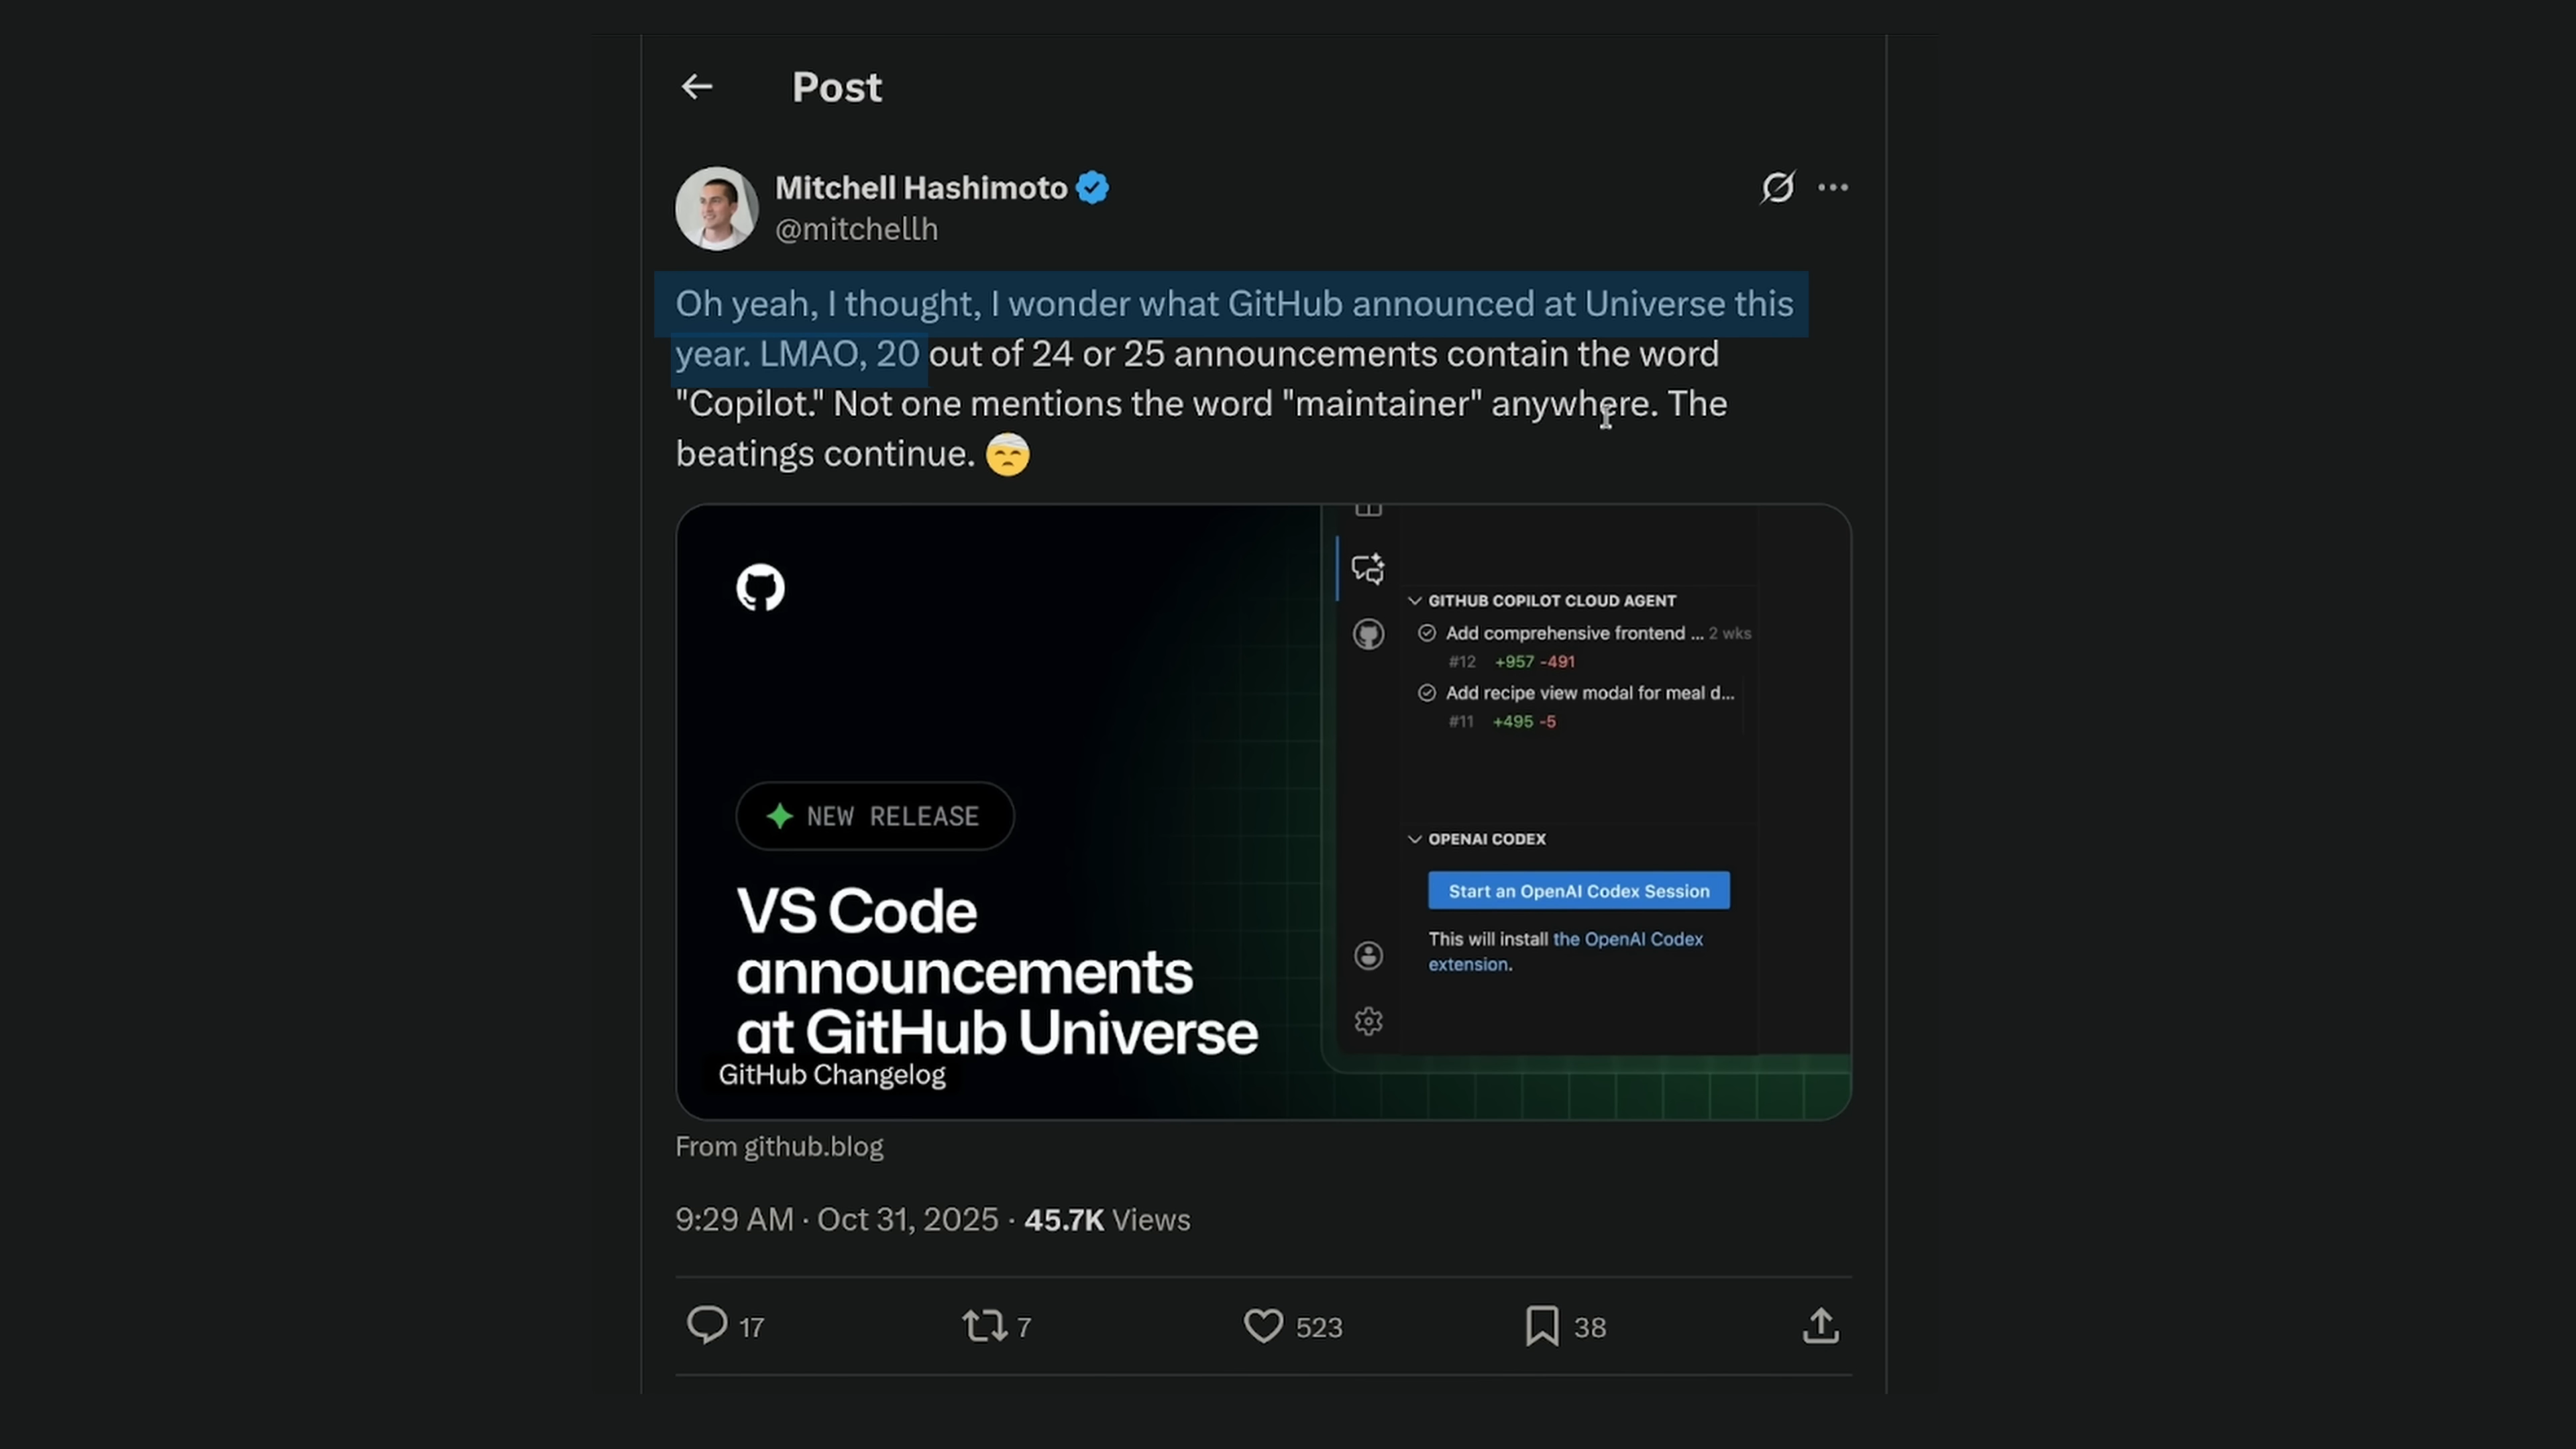 Post
Mitchell Hashimoto
@mitchellh
Oh yeah, I thought, I wonder what GitHub announced at Universe this
year. LMAO, 20 out of 24 or 25 announcements contain the word
"Copilot." Not one mentions the word "maintainer" anywhere. The
beatings continue. 🤕
GITHUB COPILOT CLOUD AGENT
Add comprehensive frontend ... 2 wks
#12 +957 -491
Add recipe view modal for meal d...
#11 +495 -5
OPENAI CODEX
Start an OpenAI Codex Session
This will install the OpenAI Codex
extension.
NEW RELEASE
VS Code
announcements
at GitHub Universe
GitHub Changelog
From github.blog
9:29 AM · Oct 31, 2025 · 45.7K Views
17 7 523 38